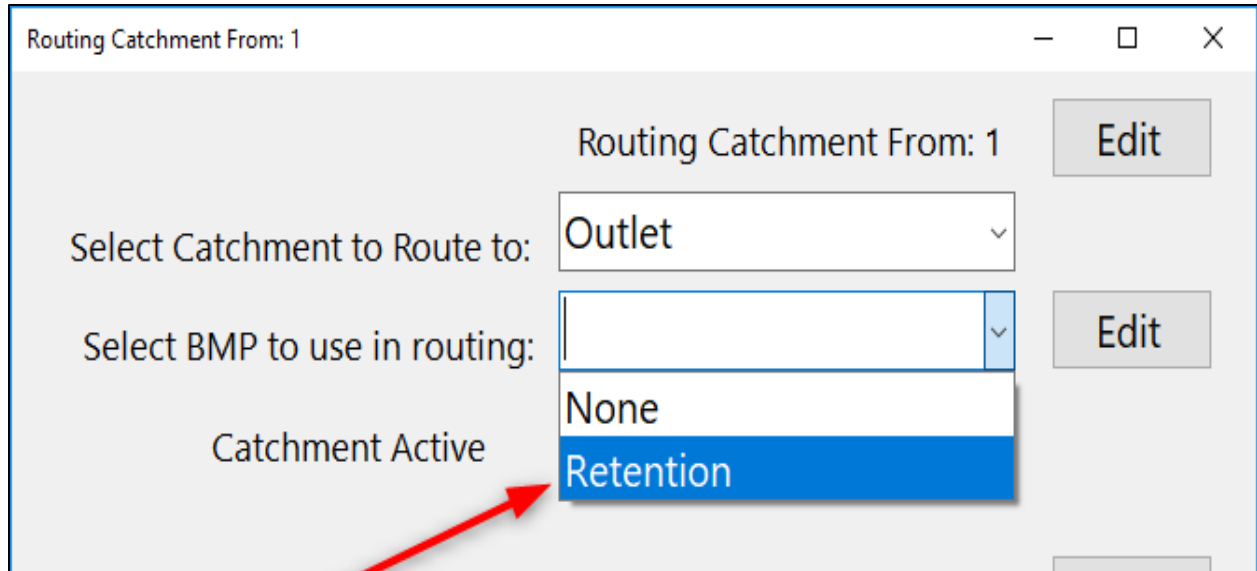 Routing Catchment From: 1
Routing Catchment From: 1 Edit
Select Catchment to Route to: Outlet
Select BMP to use in routing: Edit
None
Catchment Active
Retention